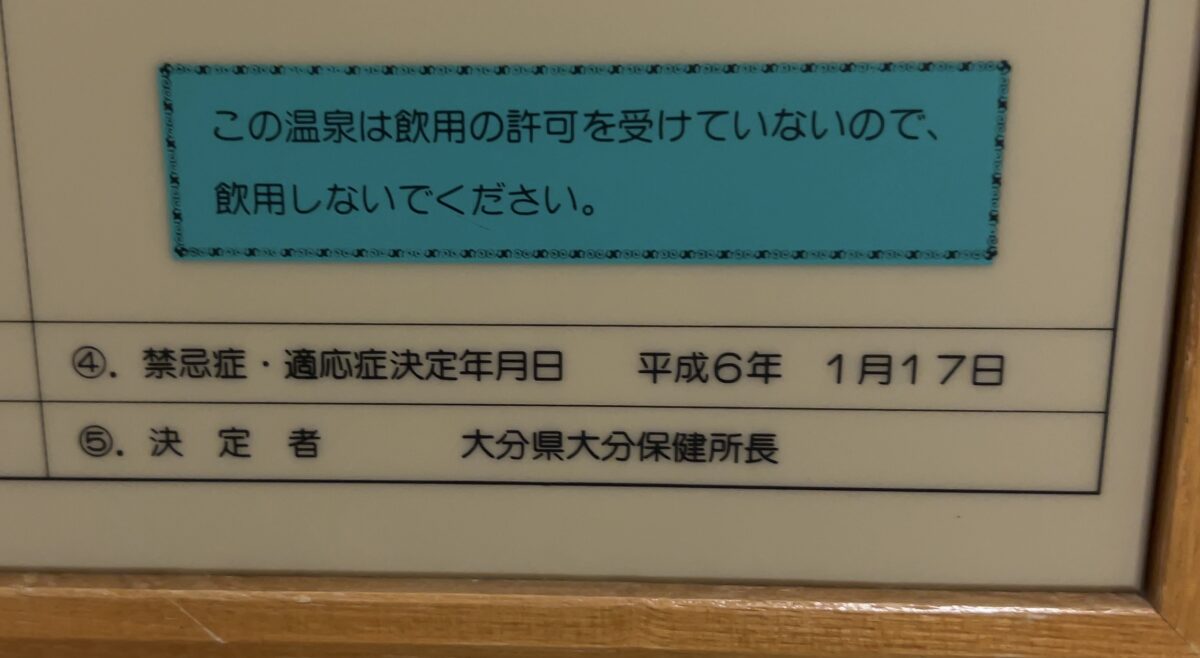 この温泉は飲用の許可を受けていないので、
飲用しないでください。
④. 禁忌症・適応症決定年月日 平成6年 1月17日
⑤. 決 定 者 大分県大分保健所長